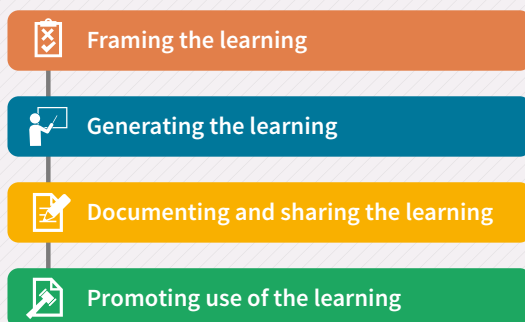 Framing the learning
Generating the learning
Documenting and sharing the learning
Promoting use of the learning